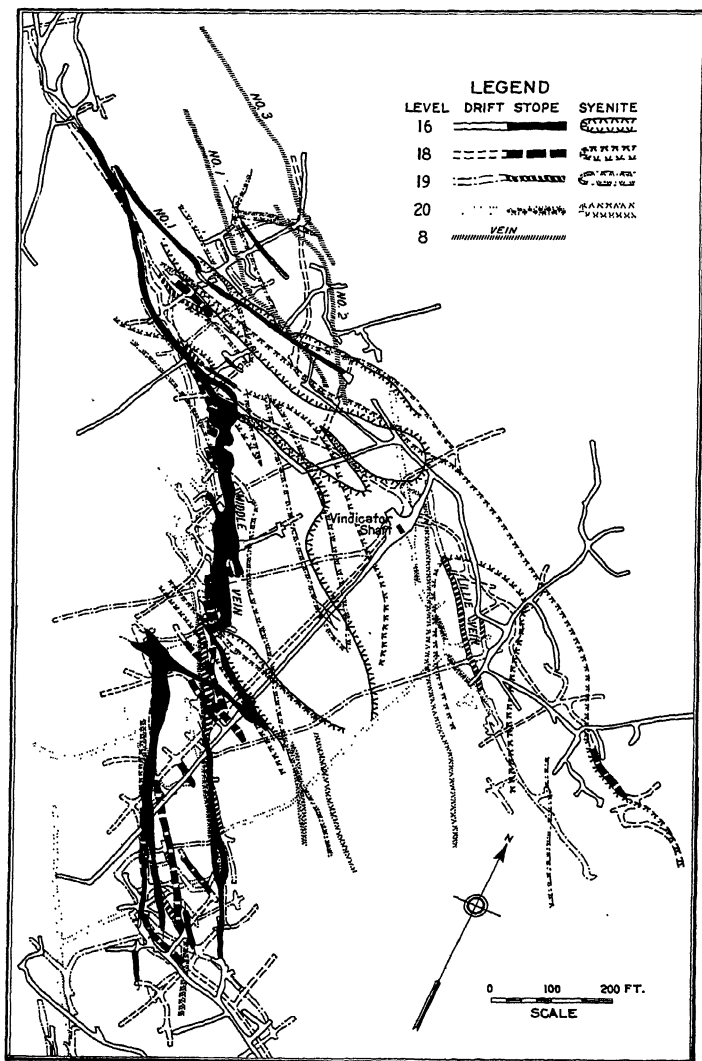 LEGEND
LEVEL DRIFT STOPE SYENITE
16
18
19
20
8 VEIN
NO. 3
NO. 1
NO. 1
NO. 2
MIDDLE
VEIN
Vindicator
Shaft
LILLIE VEIN
N
0 100 200 FT.
SCALE